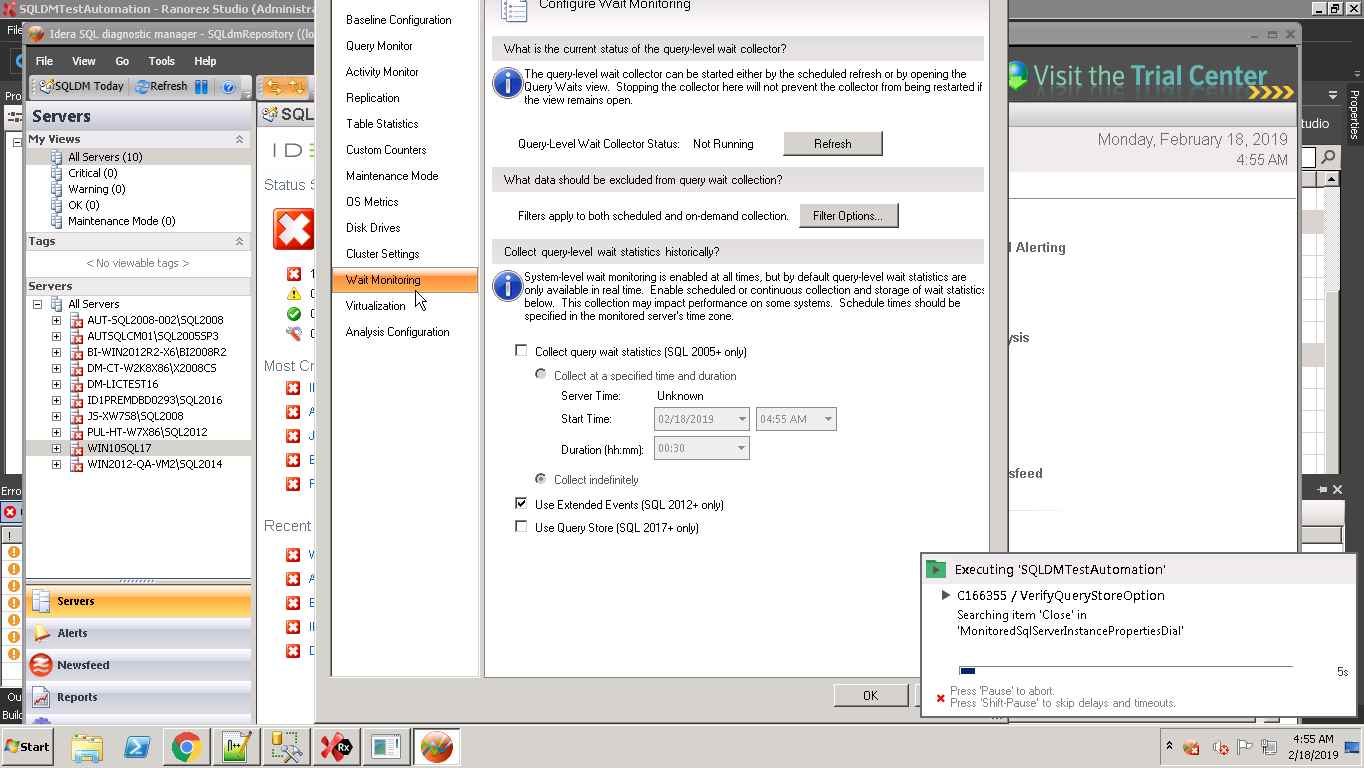 SQLDMTestAutomation - Ranorex Studio (Administra
Idera SQL diagnostic manager - SQLdmRepository ((lo
File View Go Tools Help
SQLDM Today Refresh
Servers
My Views
All Servers (10)
Critical (0)
Warning (0)
OK (0)
Maintenance Mode (0)
Tags
< No viewable tags >
Servers
All Servers
AUT-SQL2008-002\SQL2008
AUTSQLCM01\SQL2005SP3
BI-WIN2012R2-X6\BI2008R2
DM-CT-W2K8X86\X2008CS
DM-LICTEST16
ID1PREMDBD0293\SQL2016
JS-XW7S8\SQL2008
PUL-HT-W7X86\SQL2012
WIN10SQL17
WIN2012-QA-VM2\SQL2014
Servers
Alerts
Newsfeed
Reports
SQL
Status S
Most Cr
Recent
Baseline Configuration
Query Monitor
Activity Monitor
Replication
Table Statistics
Custom Counters
Maintenance Mode
OS Metrics
Disk Drives
Cluster Settings
Wait Monitoring
Virtualization
Analysis Configuration
Configure Wait Monitoring
What is the current status of the query-level wait collector?
The query-level wait collector can be started either by the scheduled refresh or by opening the
Query Waits view. Stopping the collector here will not prevent the collector from being restarted if
the view remains open.
Query-Level Wait Collector Status: Not Running Refresh
What data should be excluded from query wait collection?
Filters apply to both scheduled and on-demand collection. Filter Options...
Collect query-level wait statistics historically?
System-level wait monitoring is enabled at all times, but by default query-level wait statistics are
only available in real time. Enable scheduled or continuous collection and storage of wait statistics
below. This collection may impact performance on some systems. Schedule times should be
specified in the monitored server's time zone.
Collect query wait statistics (SQL 2005+ only)
Collect at a specified time and duration
Server Time: Unknown
Start Time: 02/18/2019 04:55 AM
Duration (hh:mm): 00:30
Collect indefinitely
Use Extended Events (SQL 2012+ only)
Use Query Store (SQL 2017+ only)
OK
Visit the Trial Center
Monday, February 18, 2019
4:55 AM
Alerting
ysis
sfeed
tudio
Properties
Pro
Erro
Ou
Build
Executing 'SQLDMTestAutomation'
C166355 / VerifyQueryStoreOption
Searching item 'Close' in
'MonitoredSqlServerInstancePropertiesDial'
5s
Press 'Pause' to abort.
Press 'Shift-Pause' to skip delays and timeouts.
Start
4:55 AM
2/18/2019